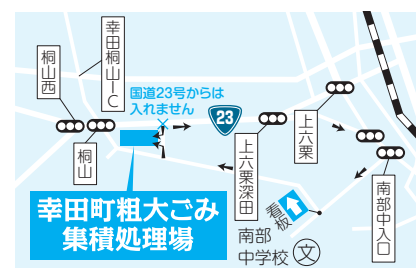 桐山西
幸田桐山IC
国道23号からは
入れません
23
桐山
上六栗深田
上六栗
南部中入口
幸田町粗大ごみ
集積処理場
看板
南部
中学校
文